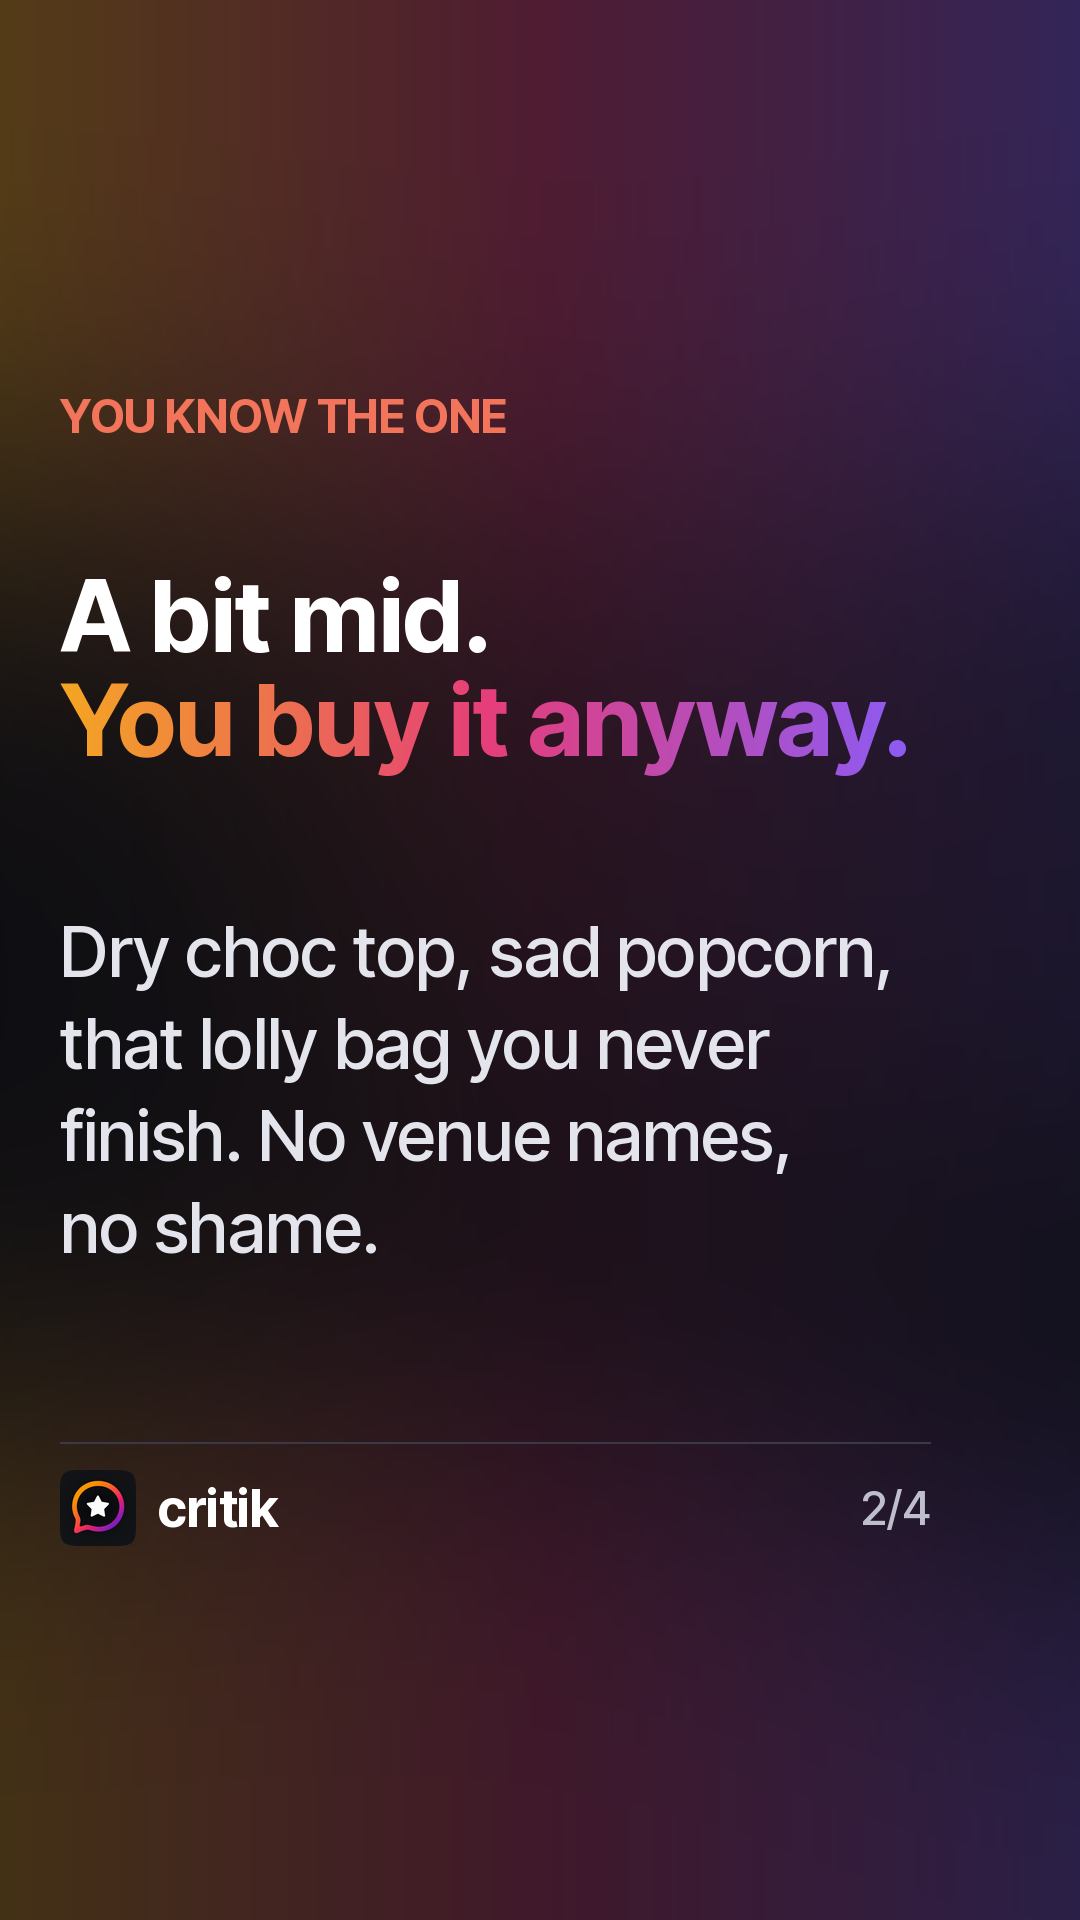 YOU KNOW THE ONE
A bit mid.
You buy it anyway.
Dry choc top, sad popcorn,
that lolly bag you never
finish. No venue names,
no shame.
critik
2/4